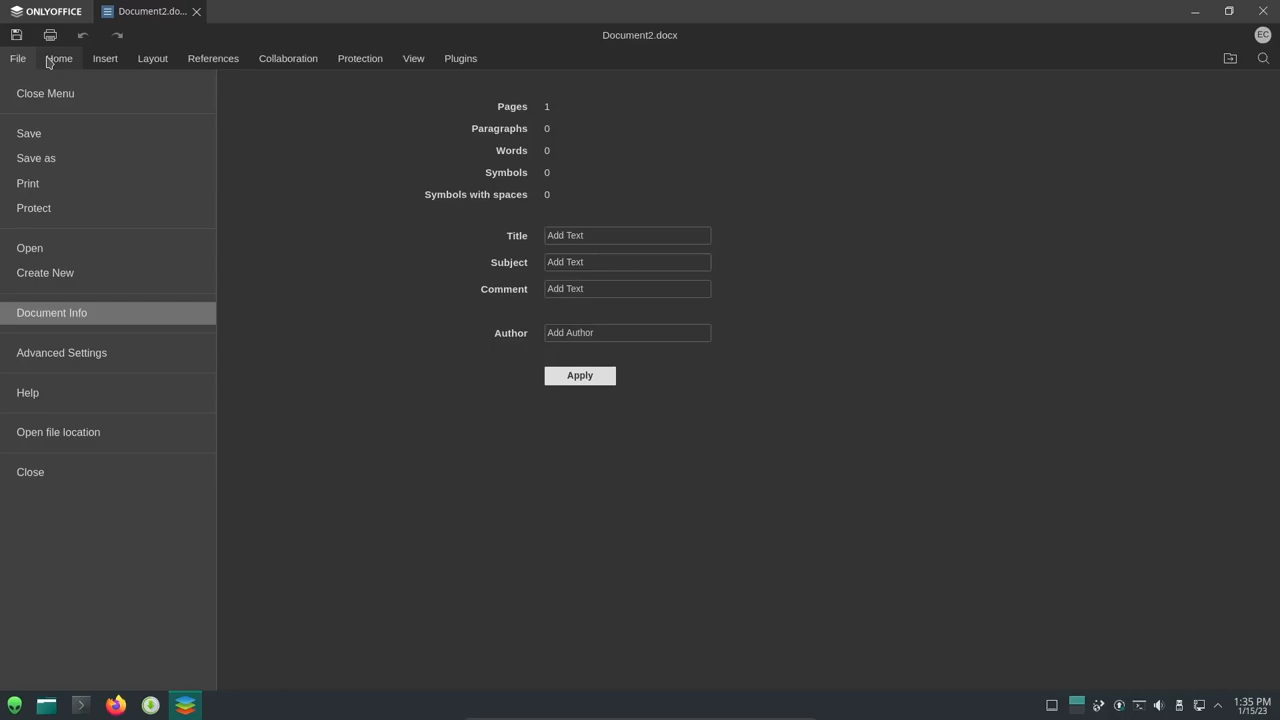 ONLYOFFICE
Document2.do...
Document2.docx
EC
File Home Insert Layout References Collaboration Protection View Plugins
Close Menu
Save
Save as
Print
Protect
Open
Create New
Document Info
Advanced Settings
Help
Open file location
Close
Pages 1
Paragraphs 0
Words 0
Symbols 0
Symbols with spaces 0
Title Add Text
Subject Add Text
Comment Add Text
Author Add Author
Apply
1:35 PM
1/15/23